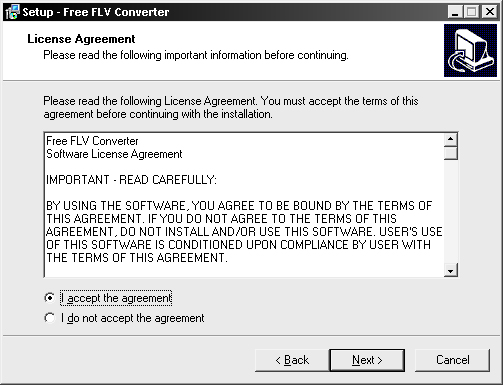 Setup - Free FLV Converter
License Agreement
Please read the following important information before continuing.
Please read the following License Agreement. You must accept the terms of this
agreement before continuing with the installation.
Free FLV Converter
Software License Agreement
IMPORTANT - READ CAREFULLY:
BY USING THE SOFTWARE, YOU AGREE TO BE BOUND BY THE TERMS OF
THIS AGREEMENT. IF YOU DO NOT AGREE TO THE TERMS OF THIS
AGREEMENT, DO NOT INSTALL AND/OR USE THIS SOFTWARE. USER'S USE
OF THIS SOFTWARE IS CONDITIONED UPON COMPLIANCE BY USER WITH
THE TERMS OF THIS AGREEMENT.
I accept the agreement
I do not accept the agreement
< Back
Next >
Cancel